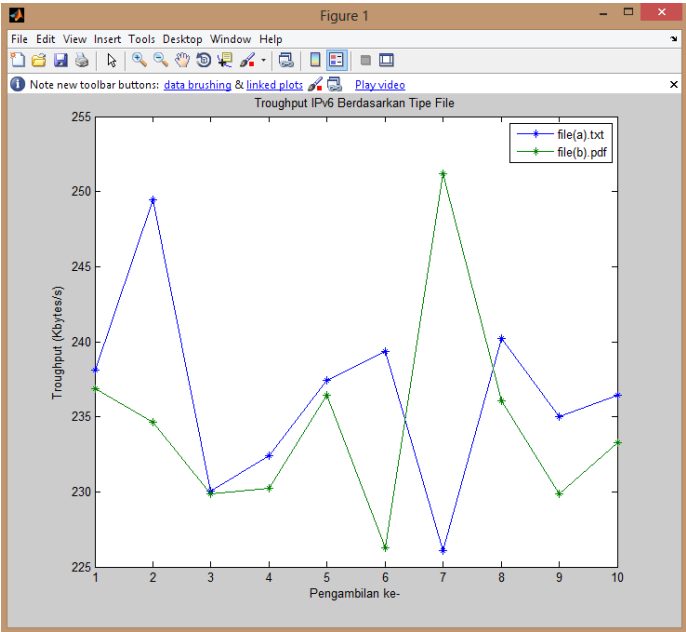 Figure 1
File Edit View Insert Tools Desktop Window Help
Note new toolbar buttons: data brushing & linked plots Play video
Troughput IPv6 Berdasarkan Tipe File
file(a).txt
file(b).pdf
Troughput (Kbytes/s)
255
250
245
240
235
230
225
1 2 3 4 5 6 7 8 9 10
Pengambilan ke-